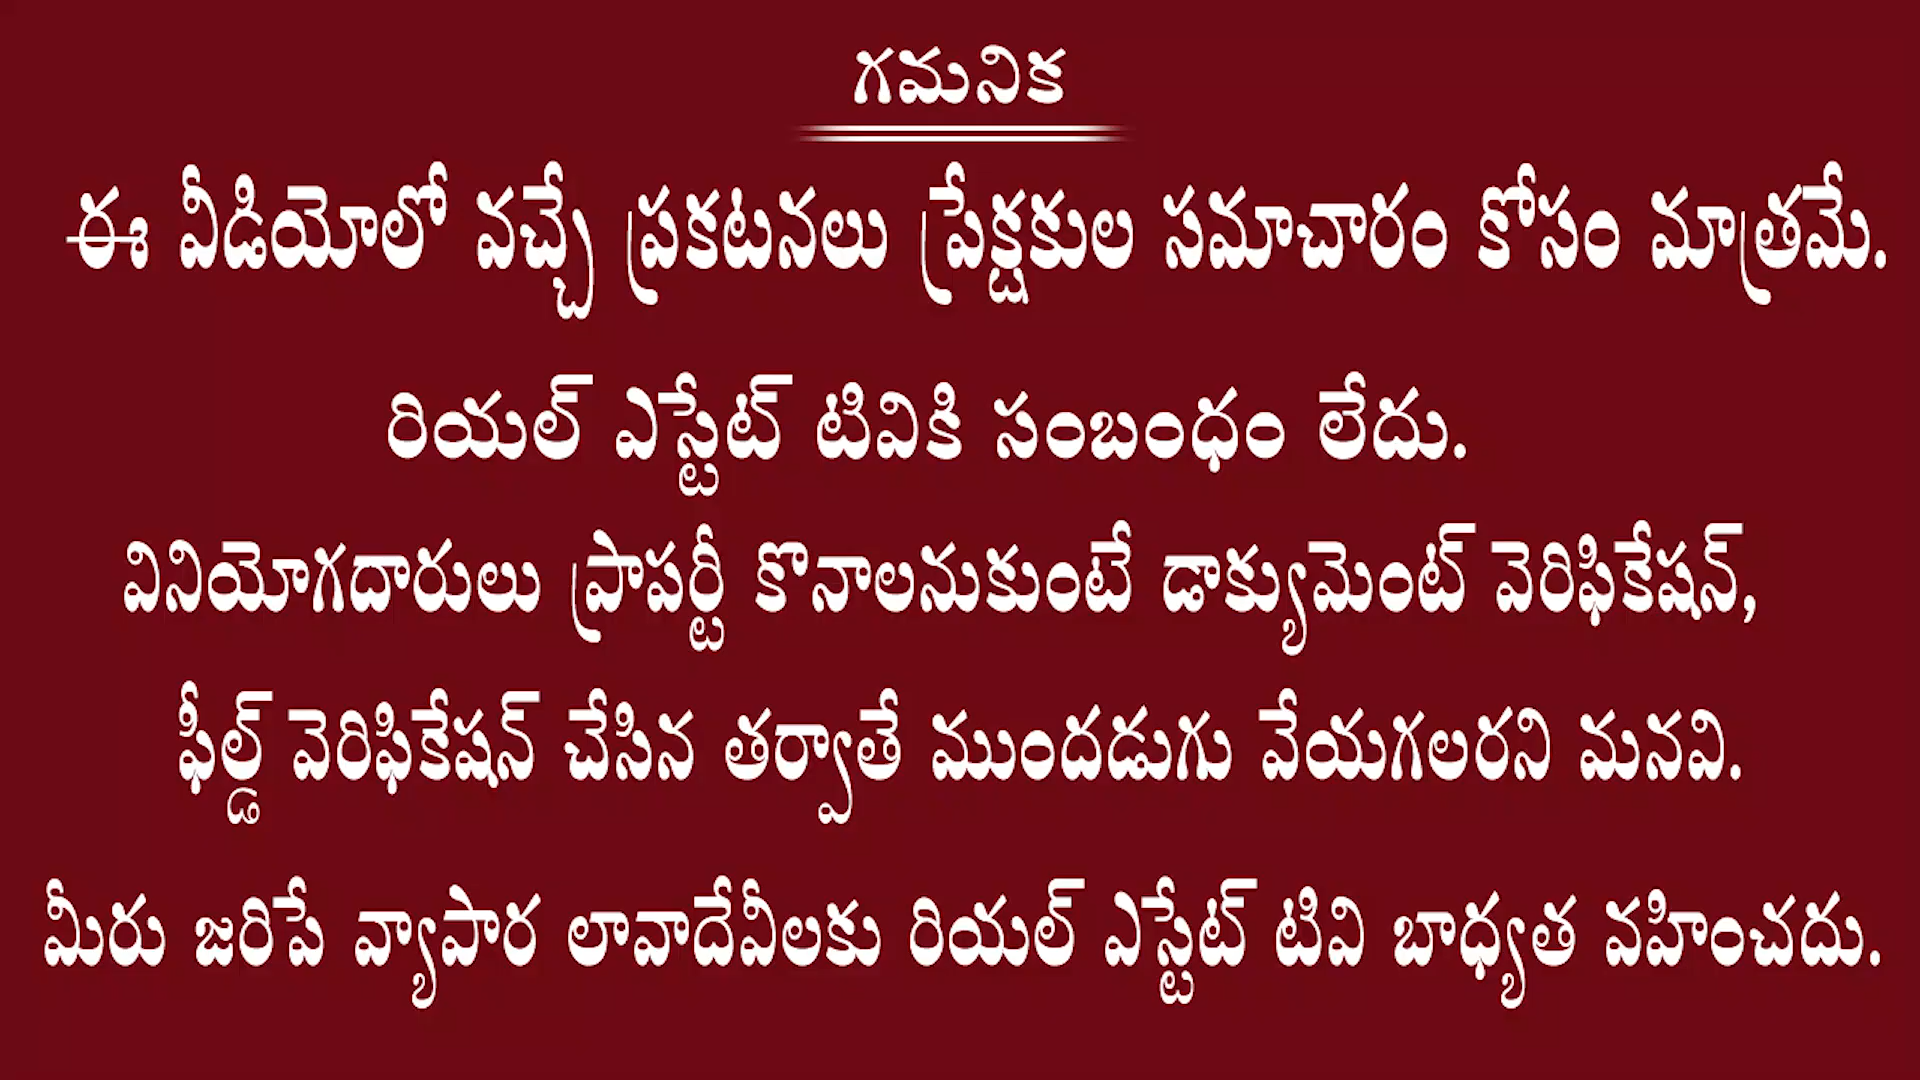 గమనిక
ఈ వీడియోలో వచ్చే ప్రకటనలు ప్రేక్షకుల సమాచారం కోసం మాత్రమే.
రియల్ ఎస్టేట్ టివికి సంబంధం లేదు.
వినియోగదారులు ప్రాపర్టీ కొనాలనుకుంటే డాక్యుమెంట్ వెరిఫికేషన్,
ఫీల్డ్ వెరిఫికేషన్ చేసిన తర్వాతే ముందడుగు వేయగలరని మనవి.
మీరు జరిపే వ్యాపార లావాదేవీలకు రియల్ ఎస్టేట్ టివి బాధ్యత వహించదు.